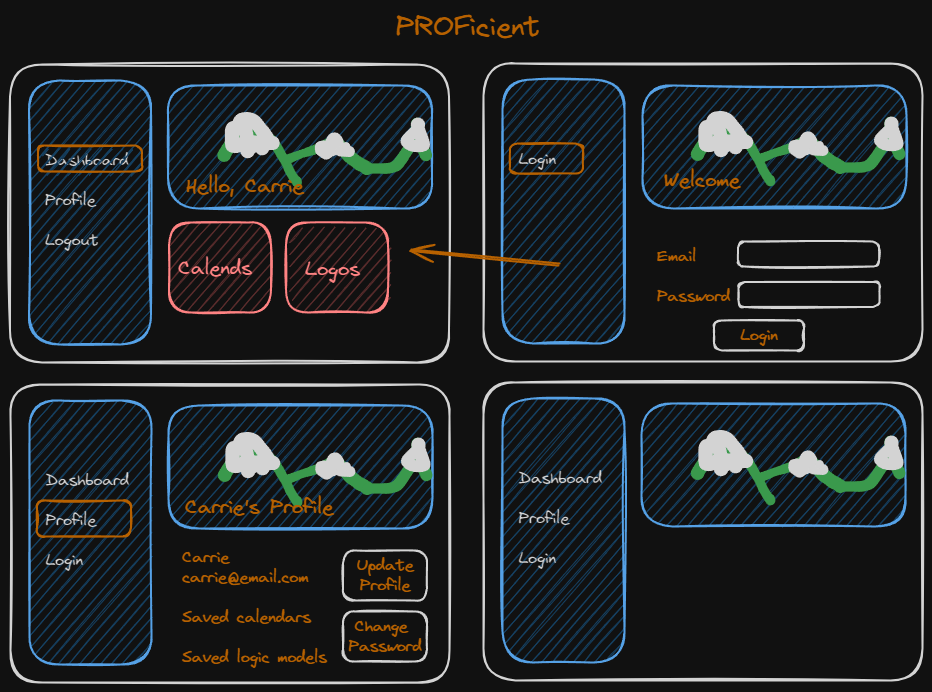 PROFicient
Dashboard
Profile
Logout
Hello, Carrie
Calends
Logos
Login
Welcome
Email
Password
Login
Dashboard
Profile
Login
Carrie's Profile
Carrie
carrie@email.com
Saved calendars
Saved logic models
Update
Profile
Change
Password
Dashboard
Profile
Login